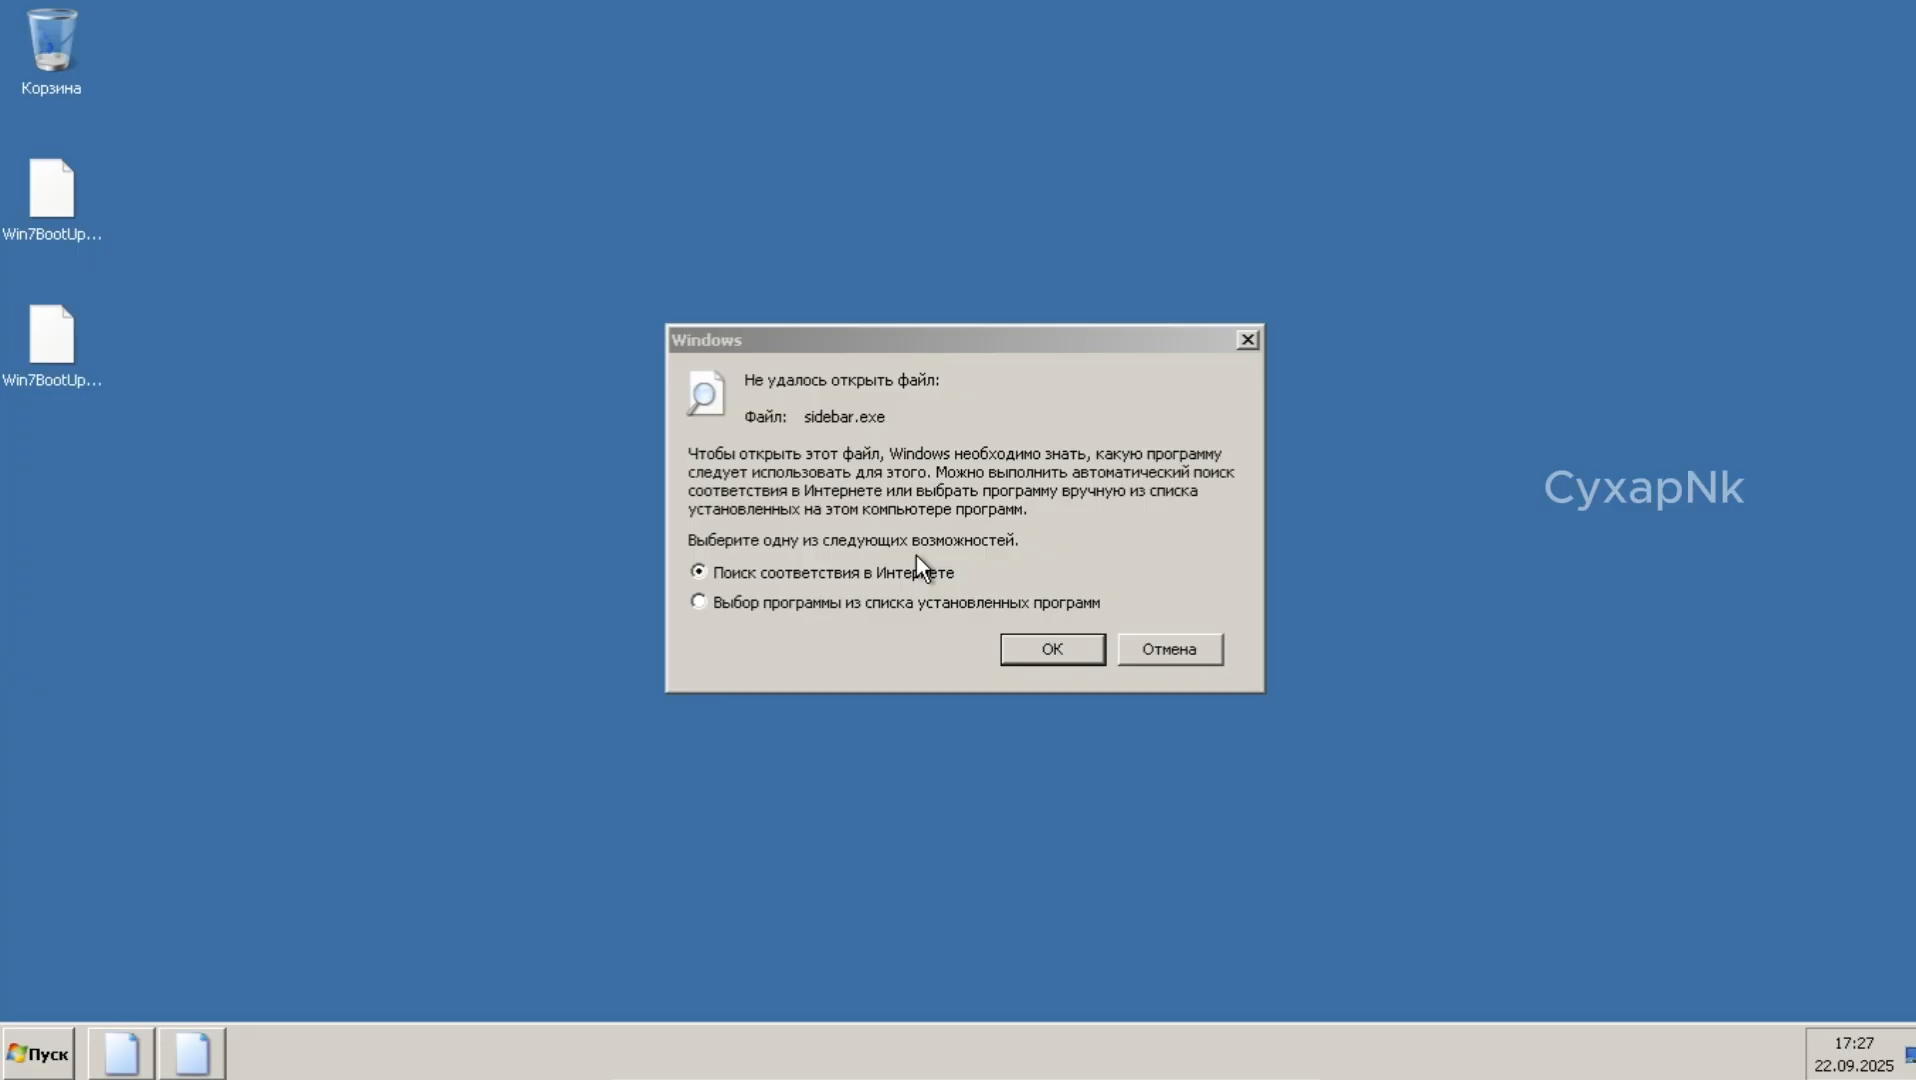 Корзина
Win7BootUp...
Win7BootUp...
Windows
Не удалось открыть файл:
Файл: sidebar.exe
Чтобы открыть этот файл, Windows необходимо знать, какую программу
следует использовать для этого. Можно выполнить автоматический поиск
соответствия в Интернете или выбрать программу вручную из списка
установленных на этом компьютере программ.
Выберите одну из следующих возможностей.
Поиск соответствия в Интернете
Выбор программы из списка установленных программ
ОК
Отмена
СухарNk
Пуск
17:27
22.09.2025